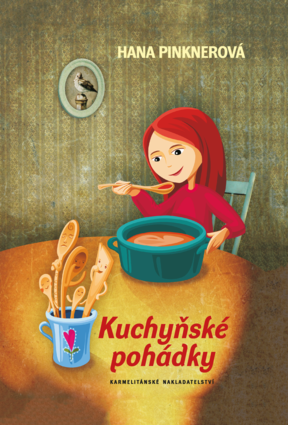 HANA PINKNEROVÁ
Kuchyňské
pohádky
KARMELITÁNSKÉ NAKLADATELSTVÍ